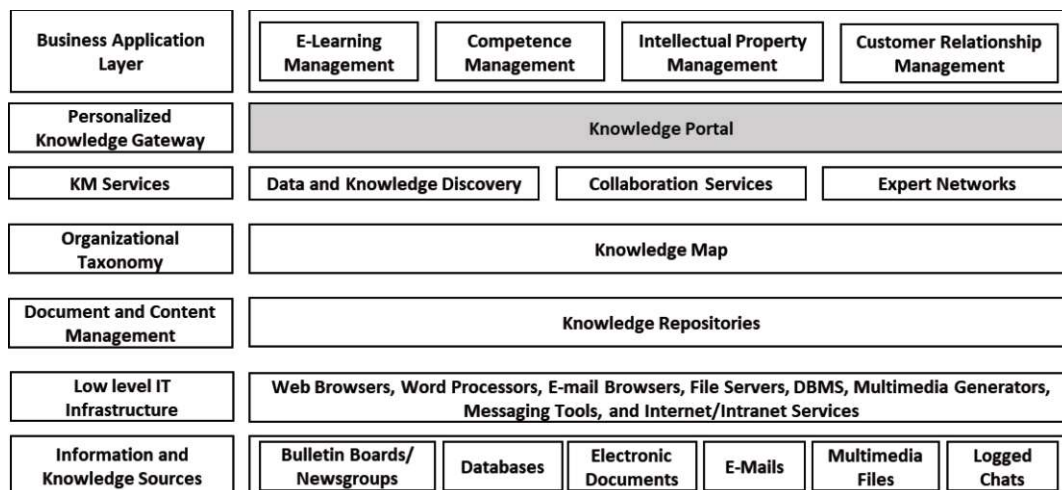 Business Application
Layer
E-Learning
Management
Competence
Management
Intellectual Property
Management
Customer Relationship
Management
Personalized
Knowledge Gateway
Knowledge Portal
KM Services
Data and Knowledge Discovery
Collaboration Services
Expert Networks
Organizational
Taxonomy
Knowledge Map
Document and Content
Management
Knowledge Repositories
Low level IT
Infrastructure
Web Browsers, Word Processors, E-mail Browsers, File Servers, DBMS, Multimedia Generators,
Messaging Tools, and Internet/Intranet Services
Information and
Knowledge Sources
Bulletin Boards/
Newsgroups
Databases
Electronic
Documents
E-Mails
Multimedia
Files
Logged
Chats